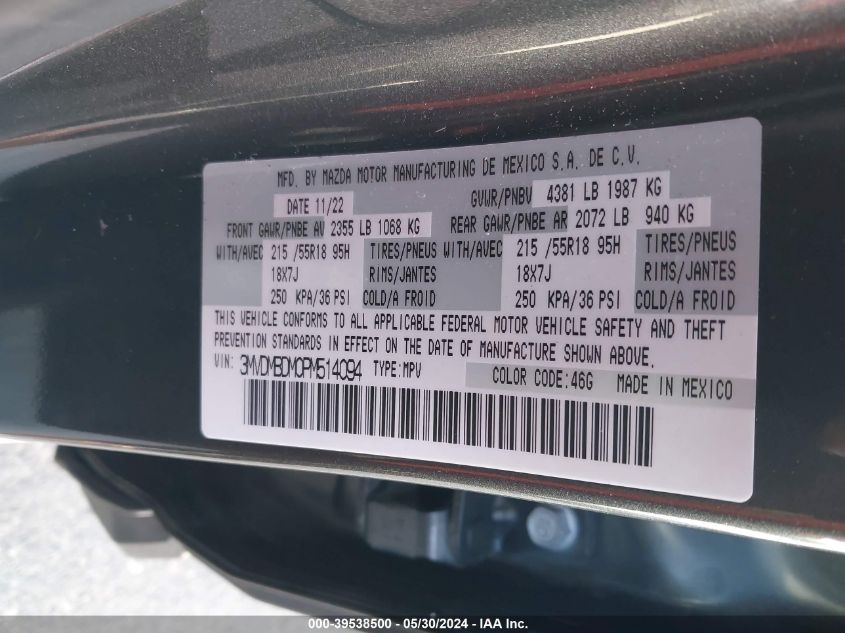 MFD. BY MAZDA MOTOR MANUFACTURING DE MEXICO S.A. DE C.V.
DATE 11/22 GVWR/PNBV 4381 LB 1987 KG
FRONT GAWR/PNBE AV 2355 LB 1068 KG REAR GAWR/PNBE AR 2072 LB 940 KG
WITH/AVEC 215 /55R18 95H TIRES/PNEUS WITH/AVEC 215 /55R18 95H TIRES/PNEUS
18X7J RIMS/JANTES 18X7J RIMS/JANTES
250 KPA/36 PSI COLD/A FROID 250 KPA/36 PSI COLD/A FROID
THIS VEHICLE CONFORMS TO ALL APPLICABLE FEDERAL MOTOR VEHICLE SAFETY AND THEFT
PREVENTION STANDARDS IN EFFECT ON THE DATE OF MANUFACTURE SHOWN ABOVE.
VIN: 3MVDMBDM0PM514094 TYPE:MPV COLOR CODE:46G MADE IN MEXICO
000-39538500 - 05/30/2024 - IAA Inc.